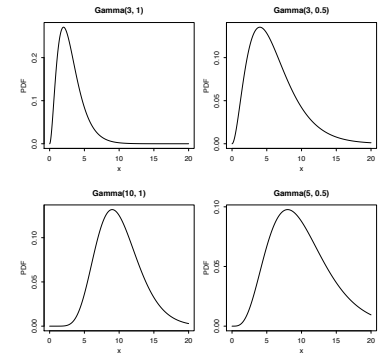 Gamma(3, 1)
PDF
0.0 0.1 0.2
0 5 10 15 20
x
Gamma(3, 0.5)
PDF
0.00 0.05 0.10
0 5 10 15 20
x
Gamma(10, 1)
PDF
0.00 0.05 0.10
0 5 10 15 20
x
Gamma(5, 0.5)
PDF
0.00 0.05 0.10
0 5 10 15 20
x